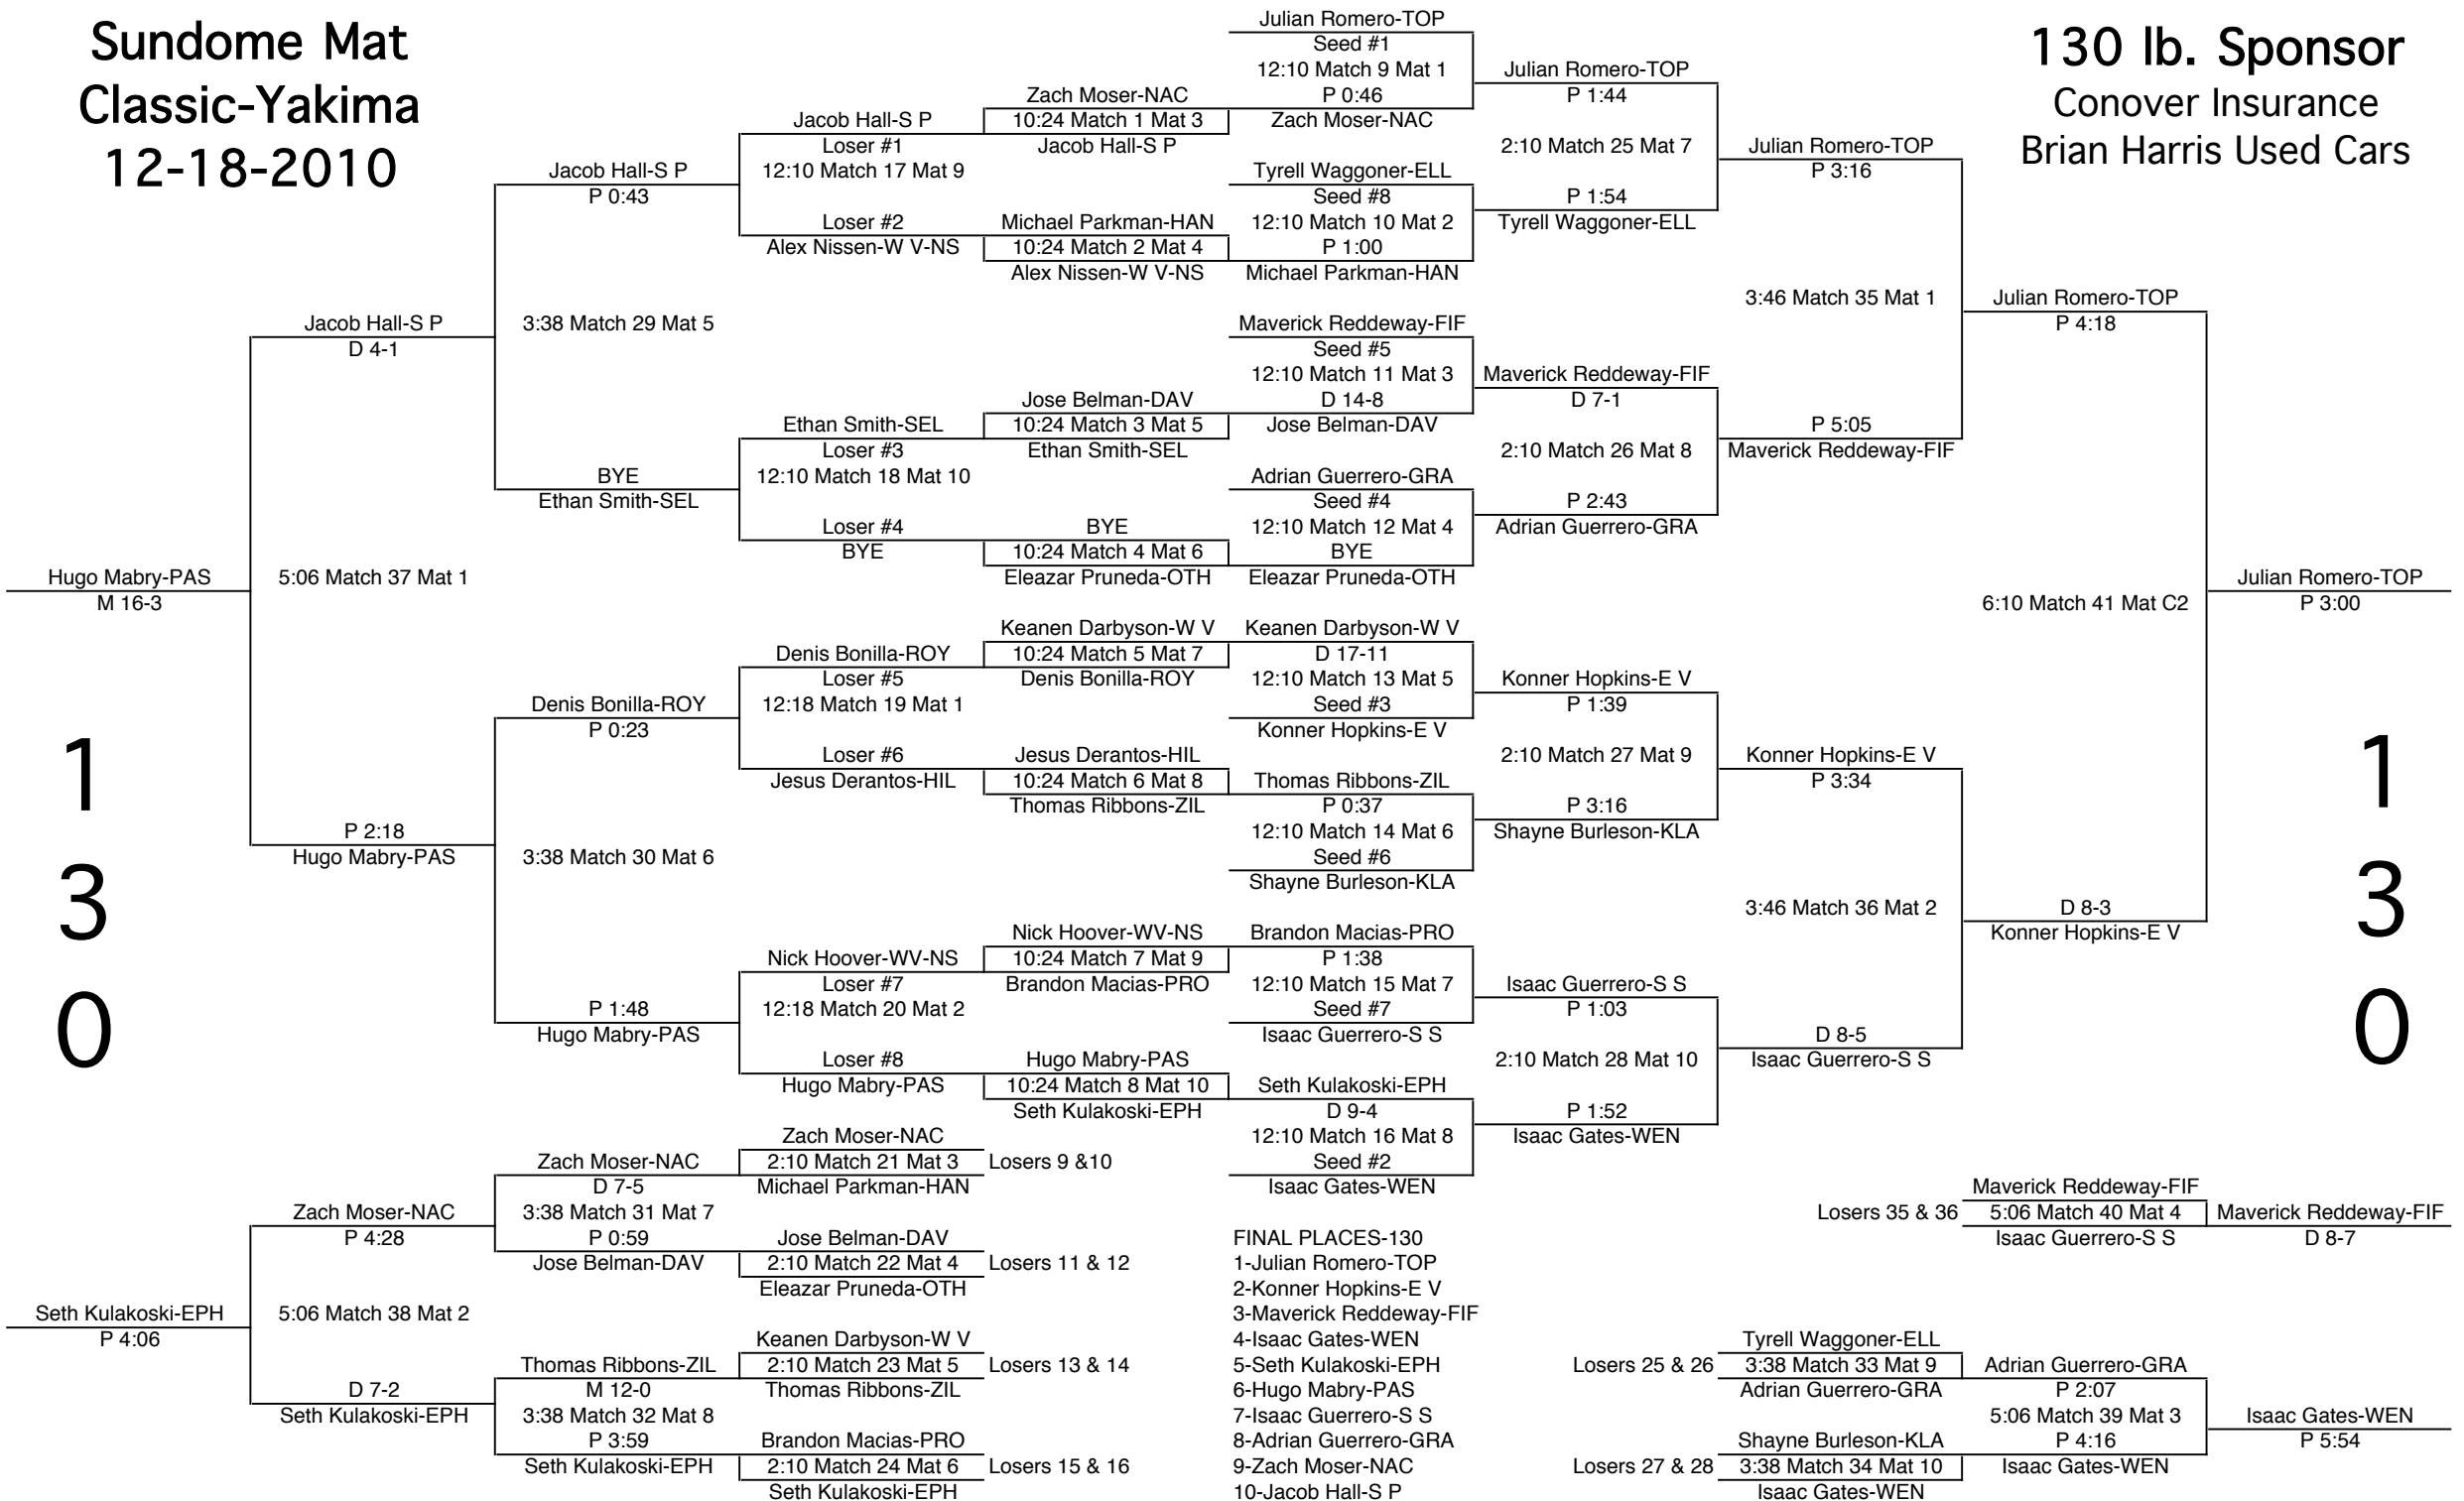 Sundome Mat
Classic-Yakima
12-18-2010
130 lb. Sponsor
Conover Insurance
Brian Harris Used Cars
Hugo Mabry-PAS
M 16-3
1
3
0
Seth Kulakoski-EPH
P 4:06
Jacob Hall-S P
D 4-1
5:06 Match 37 Mat 1
P 2:18
Hugo Mabry-PAS
Zach Moser-NAC
P 4:28
5:06 Match 38 Mat 2
D 7-2
Seth Kulakoski-EPH
Jacob Hall-S P
P 0:43
3:38 Match 29 Mat 5
BYE
Ethan Smith-SEL
Denis Bonilla-ROY
P 0:23
3:38 Match 30 Mat 6
P 1:48
Hugo Mabry-PAS
Zach Moser-NAC
D 7-5
3:38 Match 31 Mat 7
P 0:59
Jose Belman-DAV
Thomas Ribbons-ZIL
M 12-0
3:38 Match 32 Mat 8
P 3:59
Seth Kulakoski-EPH
Jacob Hall-S P
Loser #1
12:10 Match 17 Mat 9
Loser #2
Alex Nissen-W V-NS
Ethan Smith-SEL
Loser #3
12:10 Match 18 Mat 10
Loser #4
BYE
Denis Bonilla-ROY
Loser #5
12:18 Match 19 Mat 1
Loser #6
Jesus Derantos-HIL
Nick Hoover-WV-NS
Loser #7
12:18 Match 20 Mat 2
Loser #8
Hugo Mabry-PAS
Zach Moser-NAC
2:10 Match 21 Mat 3
Losers 9 &10
Michael Parkman-HAN
Jose Belman-DAV
2:10 Match 22 Mat 4
Losers 11 & 12
Eleazar Pruneda-OTH
Keanen Darbyson-W V
2:10 Match 23 Mat 5
Losers 13 & 14
Thomas Ribbons-ZIL
Brandon Macias-PRO
2:10 Match 24 Mat 6
Losers 15 & 16
Seth Kulakoski-EPH
Zach Moser-NAC
10:24 Match 1 Mat 3
Jacob Hall-S P
Michael Parkman-HAN
10:24 Match 2 Mat 4
Alex Nissen-W V-NS
Jose Belman-DAV
10:24 Match 3 Mat 5
Ethan Smith-SEL
BYE
10:24 Match 4 Mat 6
Eleazar Pruneda-OTH
Keanen Darbyson-W V
10:24 Match 5 Mat 7
Denis Bonilla-ROY
Jesus Derantos-HIL
10:24 Match 6 Mat 8
Thomas Ribbons-ZIL
Nick Hoover-WV-NS
10:24 Match 7 Mat 9
Brandon Macias-PRO
Hugo Mabry-PAS
10:24 Match 8 Mat 10
Seth Kulakoski-EPH
Julian Romero-TOP
Seed #1
12:10 Match 9 Mat 1
P 0:46
Zach Moser-NAC
Tyrell Waggoner-ELL
Seed #8
12:10 Match 10 Mat 2
P 1:00
Michael Parkman-HAN
Maverick Reddeway-FIF
Seed #5
12:10 Match 11 Mat 3
D 14-8
Jose Belman-DAV
Adrian Guerrero-GRA
Seed #4
12:10 Match 12 Mat 4
BYE
Eleazar Pruneda-OTH
Keanen Darbyson-W V
D 17-11
12:10 Match 13 Mat 5
Seed #3
Konner Hopkins-E V
Thomas Ribbons-ZIL
P 0:37
12:10 Match 14 Mat 6
Seed #6
Shayne Burleson-KLA
Brandon Macias-PRO
P 1:38
12:10 Match 15 Mat 7
Seed #7
Isaac Guerrero-S S
Seth Kulakoski-EPH
D 9-4
12:10 Match 16 Mat 8
Seed #2
Isaac Gates-WEN
FINAL PLACES-130
1-Julian Romero-TOP
2-Konner Hopkins-E V
3-Maverick Reddeway-FIF
4-Isaac Gates-WEN
5-Seth Kulakoski-EPH
6-Hugo Mabry-PAS
7-Isaac Guerrero-S S
8-Adrian Guerrero-GRA
9-Zach Moser-NAC
10-Jacob Hall-S P
Julian Romero-TOP
P 1:44
2:10 Match 25 Mat 7
P 1:54
Tyrell Waggoner-ELL
Maverick Reddeway-FIF
D 7-1
2:10 Match 26 Mat 8
P 2:43
Adrian Guerrero-GRA
Konner Hopkins-E V
P 1:39
2:10 Match 27 Mat 9
P 3:16
Shayne Burleson-KLA
Isaac Guerrero-S S
P 1:03
2:10 Match 28 Mat 10
P 1:52
Isaac Gates-WEN
Julian Romero-TOP
P 3:16
3:46 Match 35 Mat 1
P 5:05
Maverick Reddeway-FIF
Konner Hopkins-E V
P 3:34
3:46 Match 36 Mat 2
D 8-5
Isaac Guerrero-S S
Julian Romero-TOP
P 4:18
6:10 Match 41 Mat C2
D 8-3
Konner Hopkins-E V
Julian Romero-TOP
P 3:00
1
3
0
Maverick Reddeway-FIF
Losers 35 & 36
5:06 Match 40 Mat 4
Isaac Guerrero-S S
Maverick Reddeway-FIF
D 8-7
Tyrell Waggoner-ELL
Losers 25 & 26
3:38 Match 33 Mat 9
Adrian Guerrero-GRA
Shayne Burleson-KLA
Losers 27 & 28
3:38 Match 34 Mat 10
Isaac Gates-WEN
Adrian Guerrero-GRA
P 2:07
5:06 Match 39 Mat 3
P 4:16
Isaac Gates-WEN
Isaac Gates-WEN
P 5:54